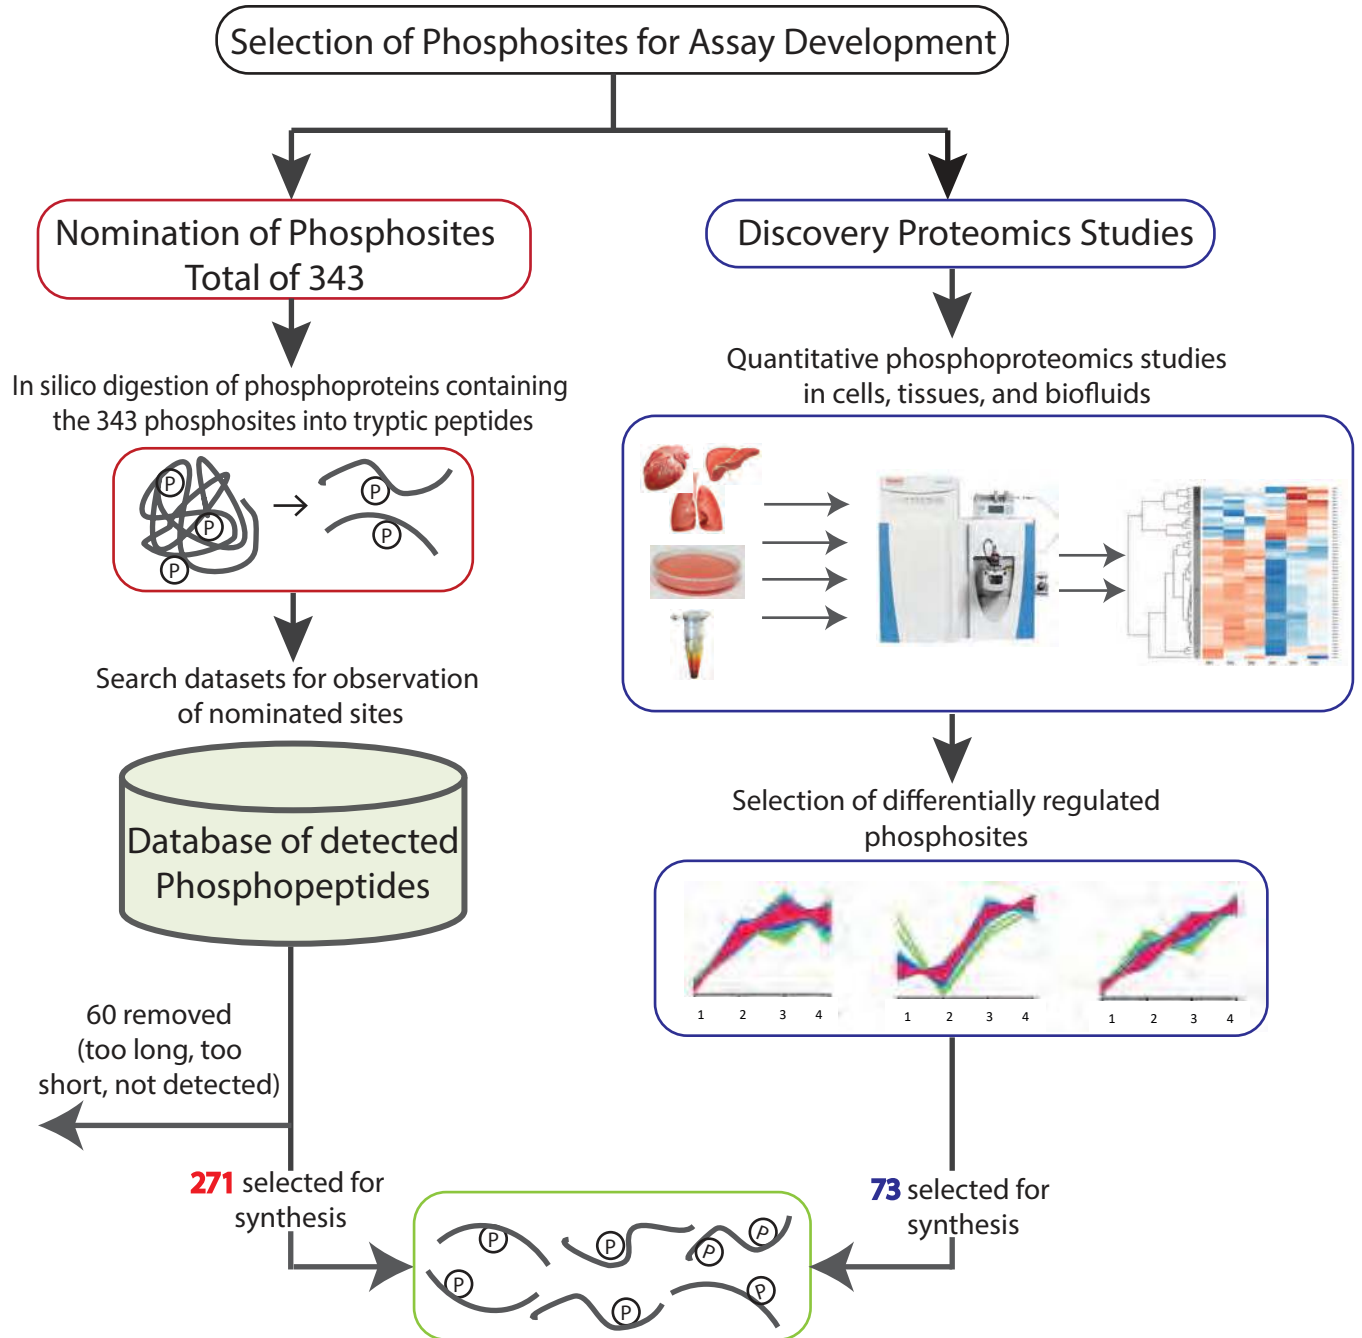 Selection of Phosphosites for Assay Development
Nomination of Phosphosites
Total of 343
Discovery Proteomics Studies
In silico digestion of phosphoproteins containing
the 343 phosphosites into tryptic peptides
P
P
P
P
P
Quantitative phosphoproteomics studies
in cells, tissues, and biofluids
Search datasets for observation
of nominated sites
Database of detected
Phosphopeptides
Selection of differentially regulated
phosphosites
1 2 3 4
1 2 3 4
1 2 3 4
60 removed
(too long, too
short, not detected)
271 selected for
synthesis
73 selected for
synthesis
P
P
P
P
P
P
P